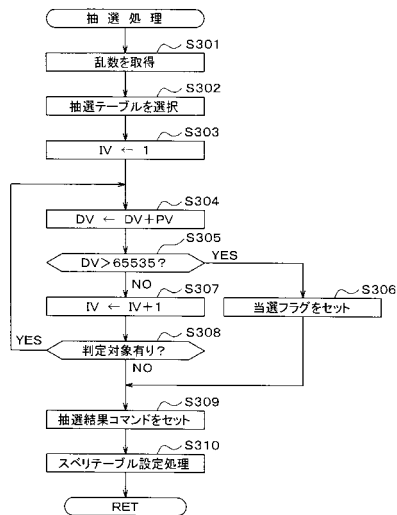 抽選処理
S301
乱数を取得
S302
抽選テーブルを選択
S303
IV ← 1
S304
DV ← DV+PV
S305
DV>65535?
YES
NO
S306
当選フラグをセット
S307
IV ← IV+1
S308
判定対象有り?
YES
NO
S309
抽選結果コマンドをセット
S310
スベリテーブル設定処理
RET